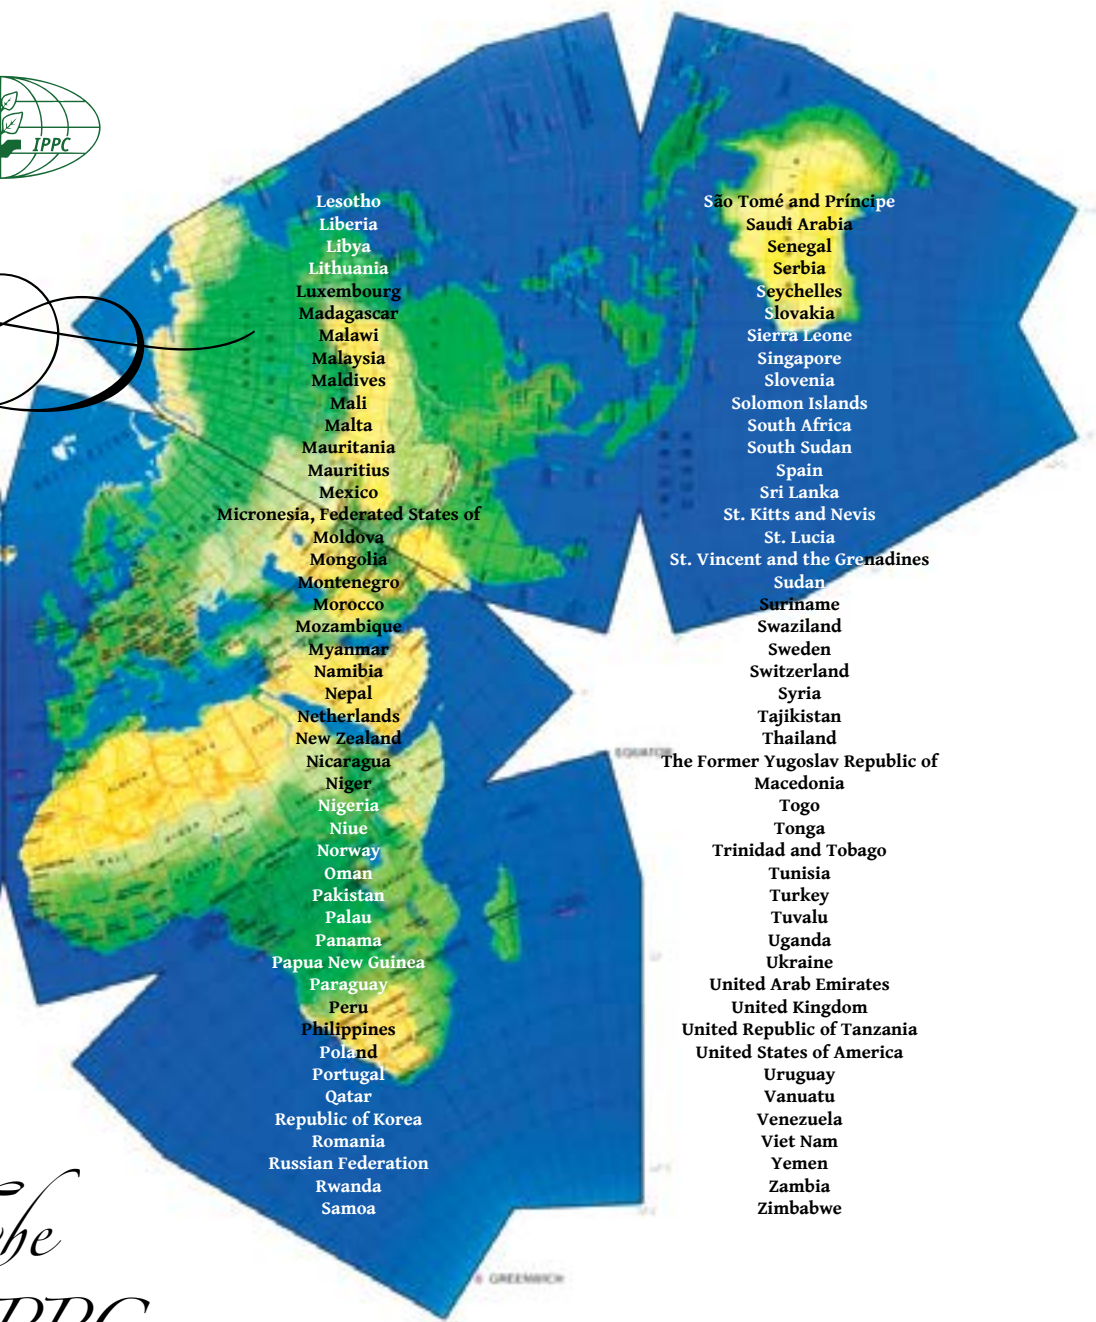 IPPC
Lesotho
Liberia
Libya
Lithuania
Luxembourg
Madagascar
Malawi
Malaysia
Maldives
Mali
Malta
Mauritania
Mauritius
Mexico
Micronesia, Federated States of
Moldova
Mongolia
Montenegro
Morocco
Mozambique
Myanmar
Namibia
Nepal
Netherlands
New Zealand
Nicaragua
Niger
Nigeria
Niue
Norway
Oman
Pakistan
Palau
Panama
Papua New Guinea
Paraguay
Peru
Philippines
Poland
Portugal
Qatar
Republic of Korea
Romania
Russian Federation
Rwanda
Samoa
São Tomé and Príncipe
Saudi Arabia
Senegal
Serbia
Seychelles
Slovakia
Sierra Leone
Singapore
Slovenia
Solomon Islands
South Africa
South Sudan
Spain
Sri Lanka
St. Kitts and Nevis
St. Lucia
St. Vincent and the Grenadines
Sudan
Suriname
Swaziland
Sweden
Switzerland
Syria
Tajikistan
Thailand
The Former Yugoslav Republic of
Macedonia
Togo
Tonga
Trinidad and Tobago
Tunisia
Turkey
Tuvalu
Uganda
Ukraine
United Arab Emirates
United Kingdom
United Republic of Tanzania
United States of America
Uruguay
Vanuatu
Venezuela
Viet Nam
Yemen
Zambia
Zimbabwe
EQUATOR
GREENWICH
The